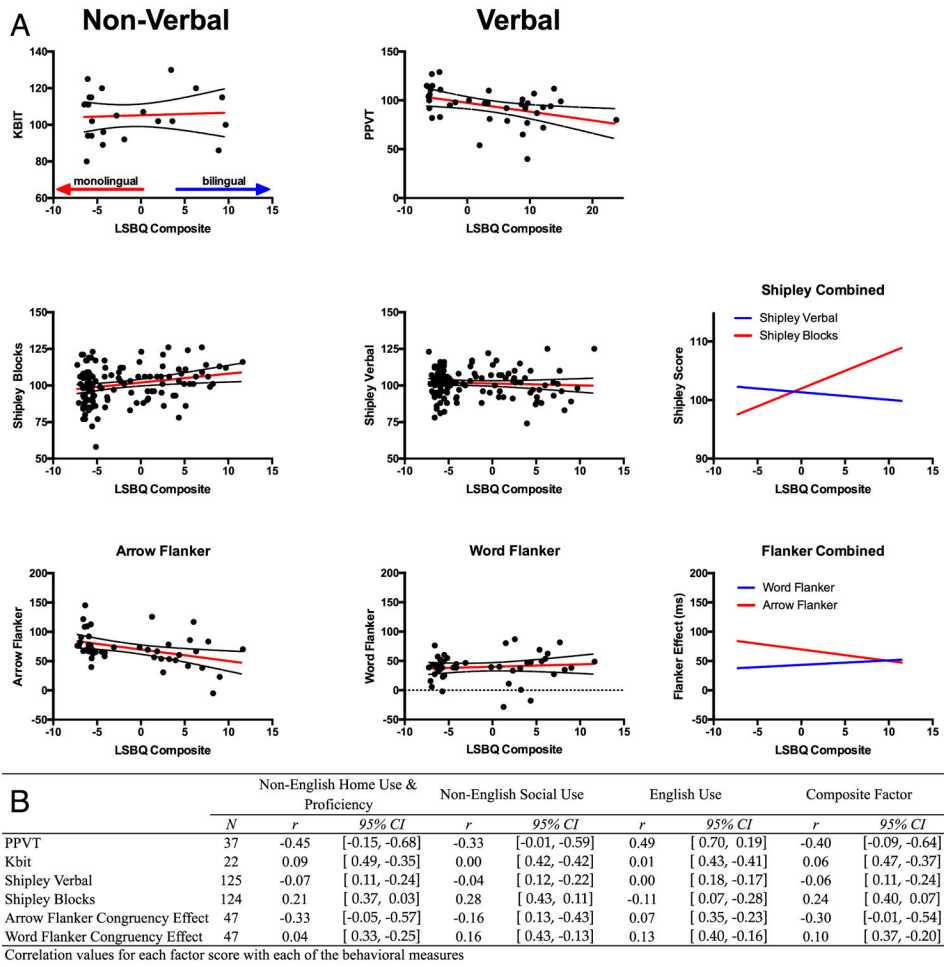 A
Non-Verbal
Verbal
140
120
100
80
60
KBIT
monolingual
bilingual
-10
-5
0
5
10
15
LSBQ Composite
150
100
50
0
PPVT
0
10
20
LSBQ Composite
150
125
100
75
50
Shipley Blocks
-10
-5
0
5
10
15
LSBQ Composite
150
125
100
75
50
Shipley Verbal
-10
-5
0
5
10
15
LSBQ Composite
Shipley Combined
Shipley Verbal
Shipley Blocks
110
100
90
Shipley Score
-10
-5
0
5
10
15
LSBQ Composite
Arrow Flanker
200
150
100
50
0
-50
Arrow Flanker
-10
-5
0
5
10
15
LSBQ Composite
Word Flanker
200
150
100
50
0
-50
Word Flanker
-10
-5
0
5
10
15
LSBQ Composite
Flanker Combined
Word Flanker
Arrow Flanker
200
150
100
50
0
-50
Flanker Effect (ms)
-10
-5
0
5
10
15
LSBQ Composite
B
Non-English Home Use & Proficiency Non-English Social Use English Use Composite Factor
N r 95% CI r 95% CI r 95% CI r 95% CI
PPVT 37 -0.45 [-0.15, -0.68] -0.33 [-0.01, -0.59] 0.49 [ 0.70, 0.19] -0.40 [-0.09, -0.64]
Kbit 22 0.09 [ 0.49, -0.35] 0.00 [ 0.42, -0.42] 0.01 [ 0.43, -0.41] 0.06 [ 0.47, -0.37]
Shipley Verbal 125 -0.07 [ 0.11, -0.24] -0.04 [ 0.12, -0.22] 0.00 [ 0.18, -0.17] -0.06 [ 0.11, -0.24]
Shipley Blocks 124 0.21 [ 0.37, 0.03] 0.28 [ 0.43, 0.11] -0.11 [ 0.07, -0.28] 0.24 [ 0.40, 0.07]
Arrow Flanker Congruency Effect 47 -0.33 [-0.05, -0.57] -0.16 [ 0.13, -0.43] 0.07 [ 0.35, -0.23] -0.30 [-0.01, -0.54]
Word Flanker Congruency Effect 47 0.04 [ 0.33, -0.25] 0.16 [ 0.43, -0.13] 0.13 [ 0.40, -0.16] 0.10 [ 0.37, -0.20]
Correlation values for each factor score with each of the behavioral measures